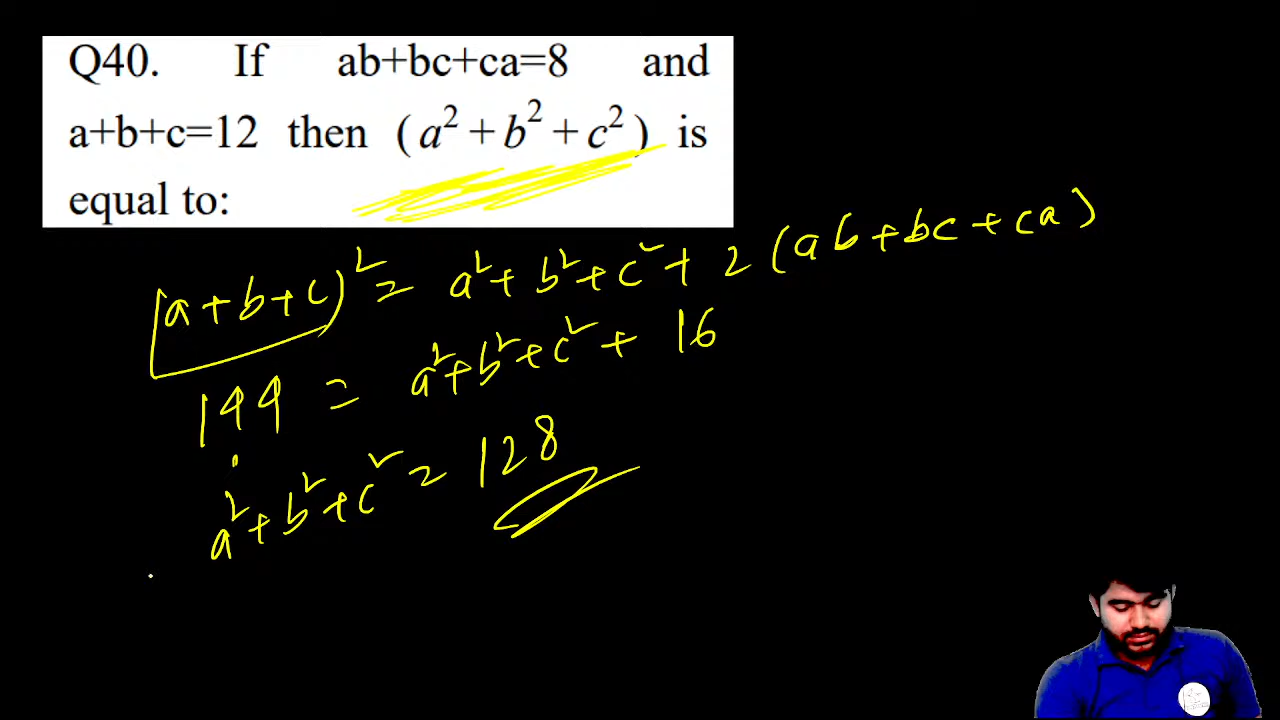 Q40. If ab+bc+ca=8 and
a+b+c=12 then (a²+b²+c²) is
equal to:
(a+b+c)² = a²+b²+c²+2(ab+bc+ca)
144 = a²+b²+c²+16
a²+b²+c² = 128